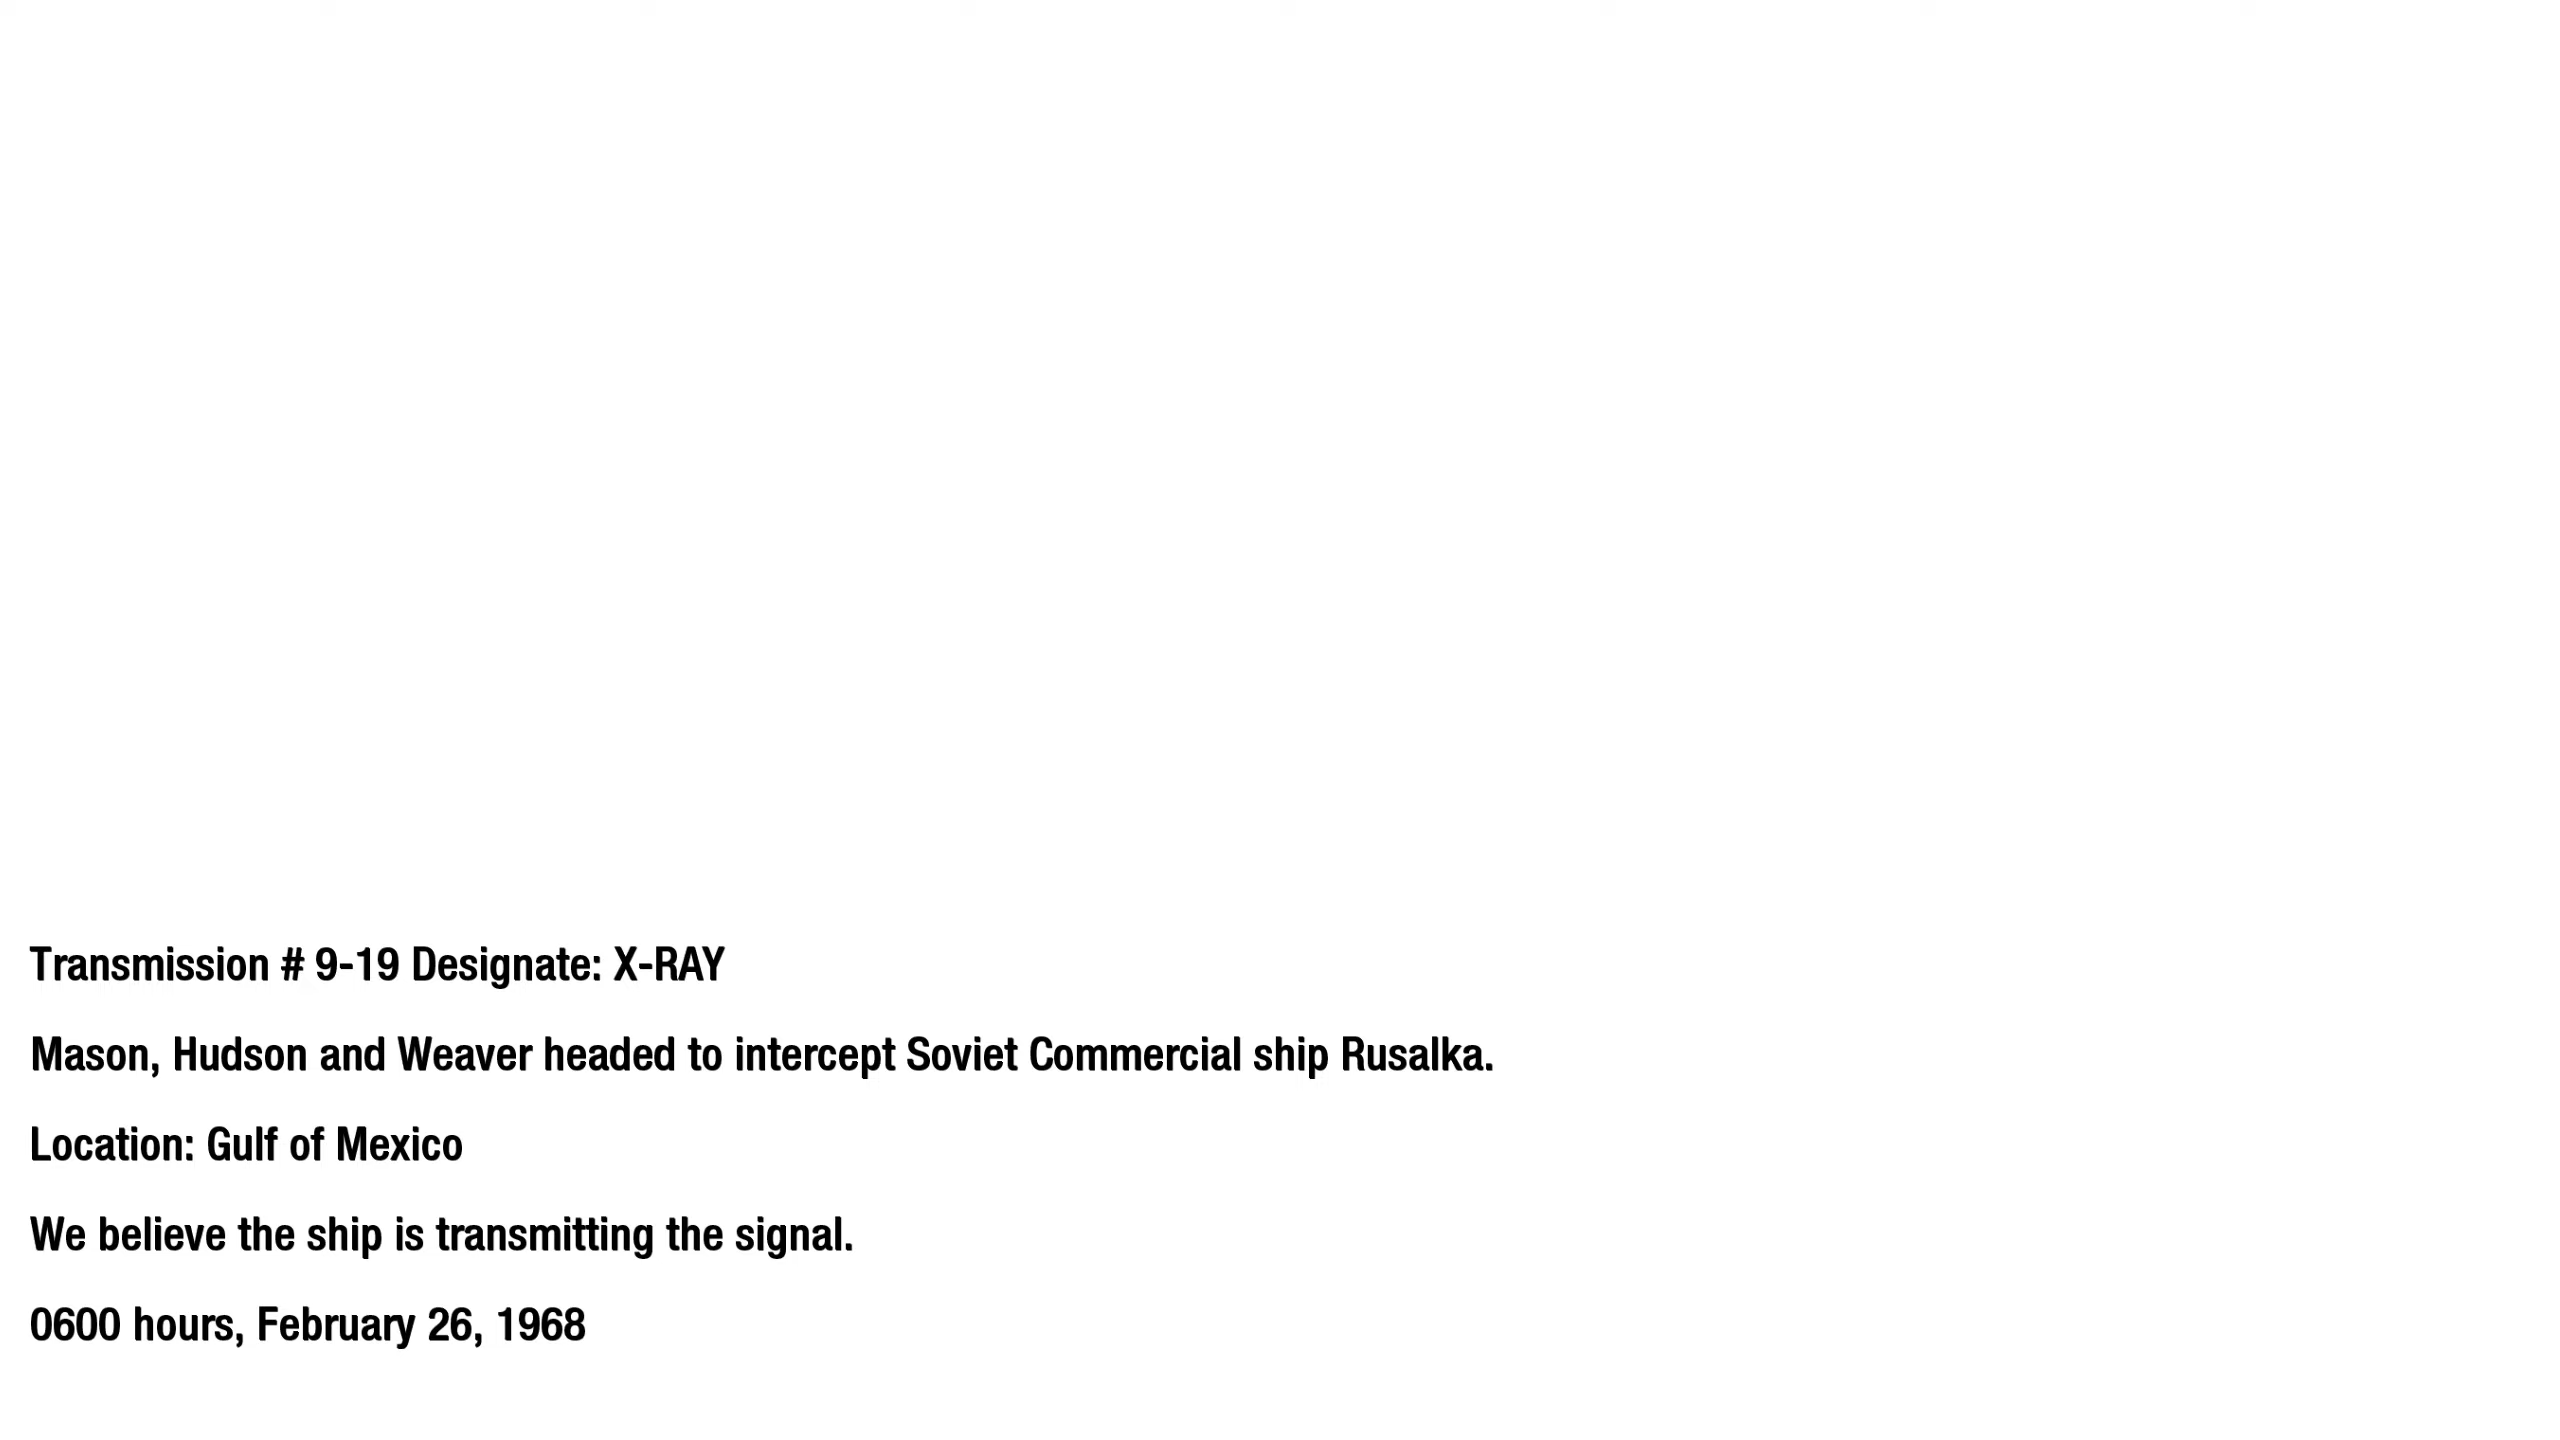 Transmission # 9-19 Designate: X-RAY
Mason, Hudson and Weaver headed to intercept Soviet Commercial ship Rusalka.
Location: Gulf of Mexico
We believe the ship is transmitting the signal.
0600 hours, February 26, 1968